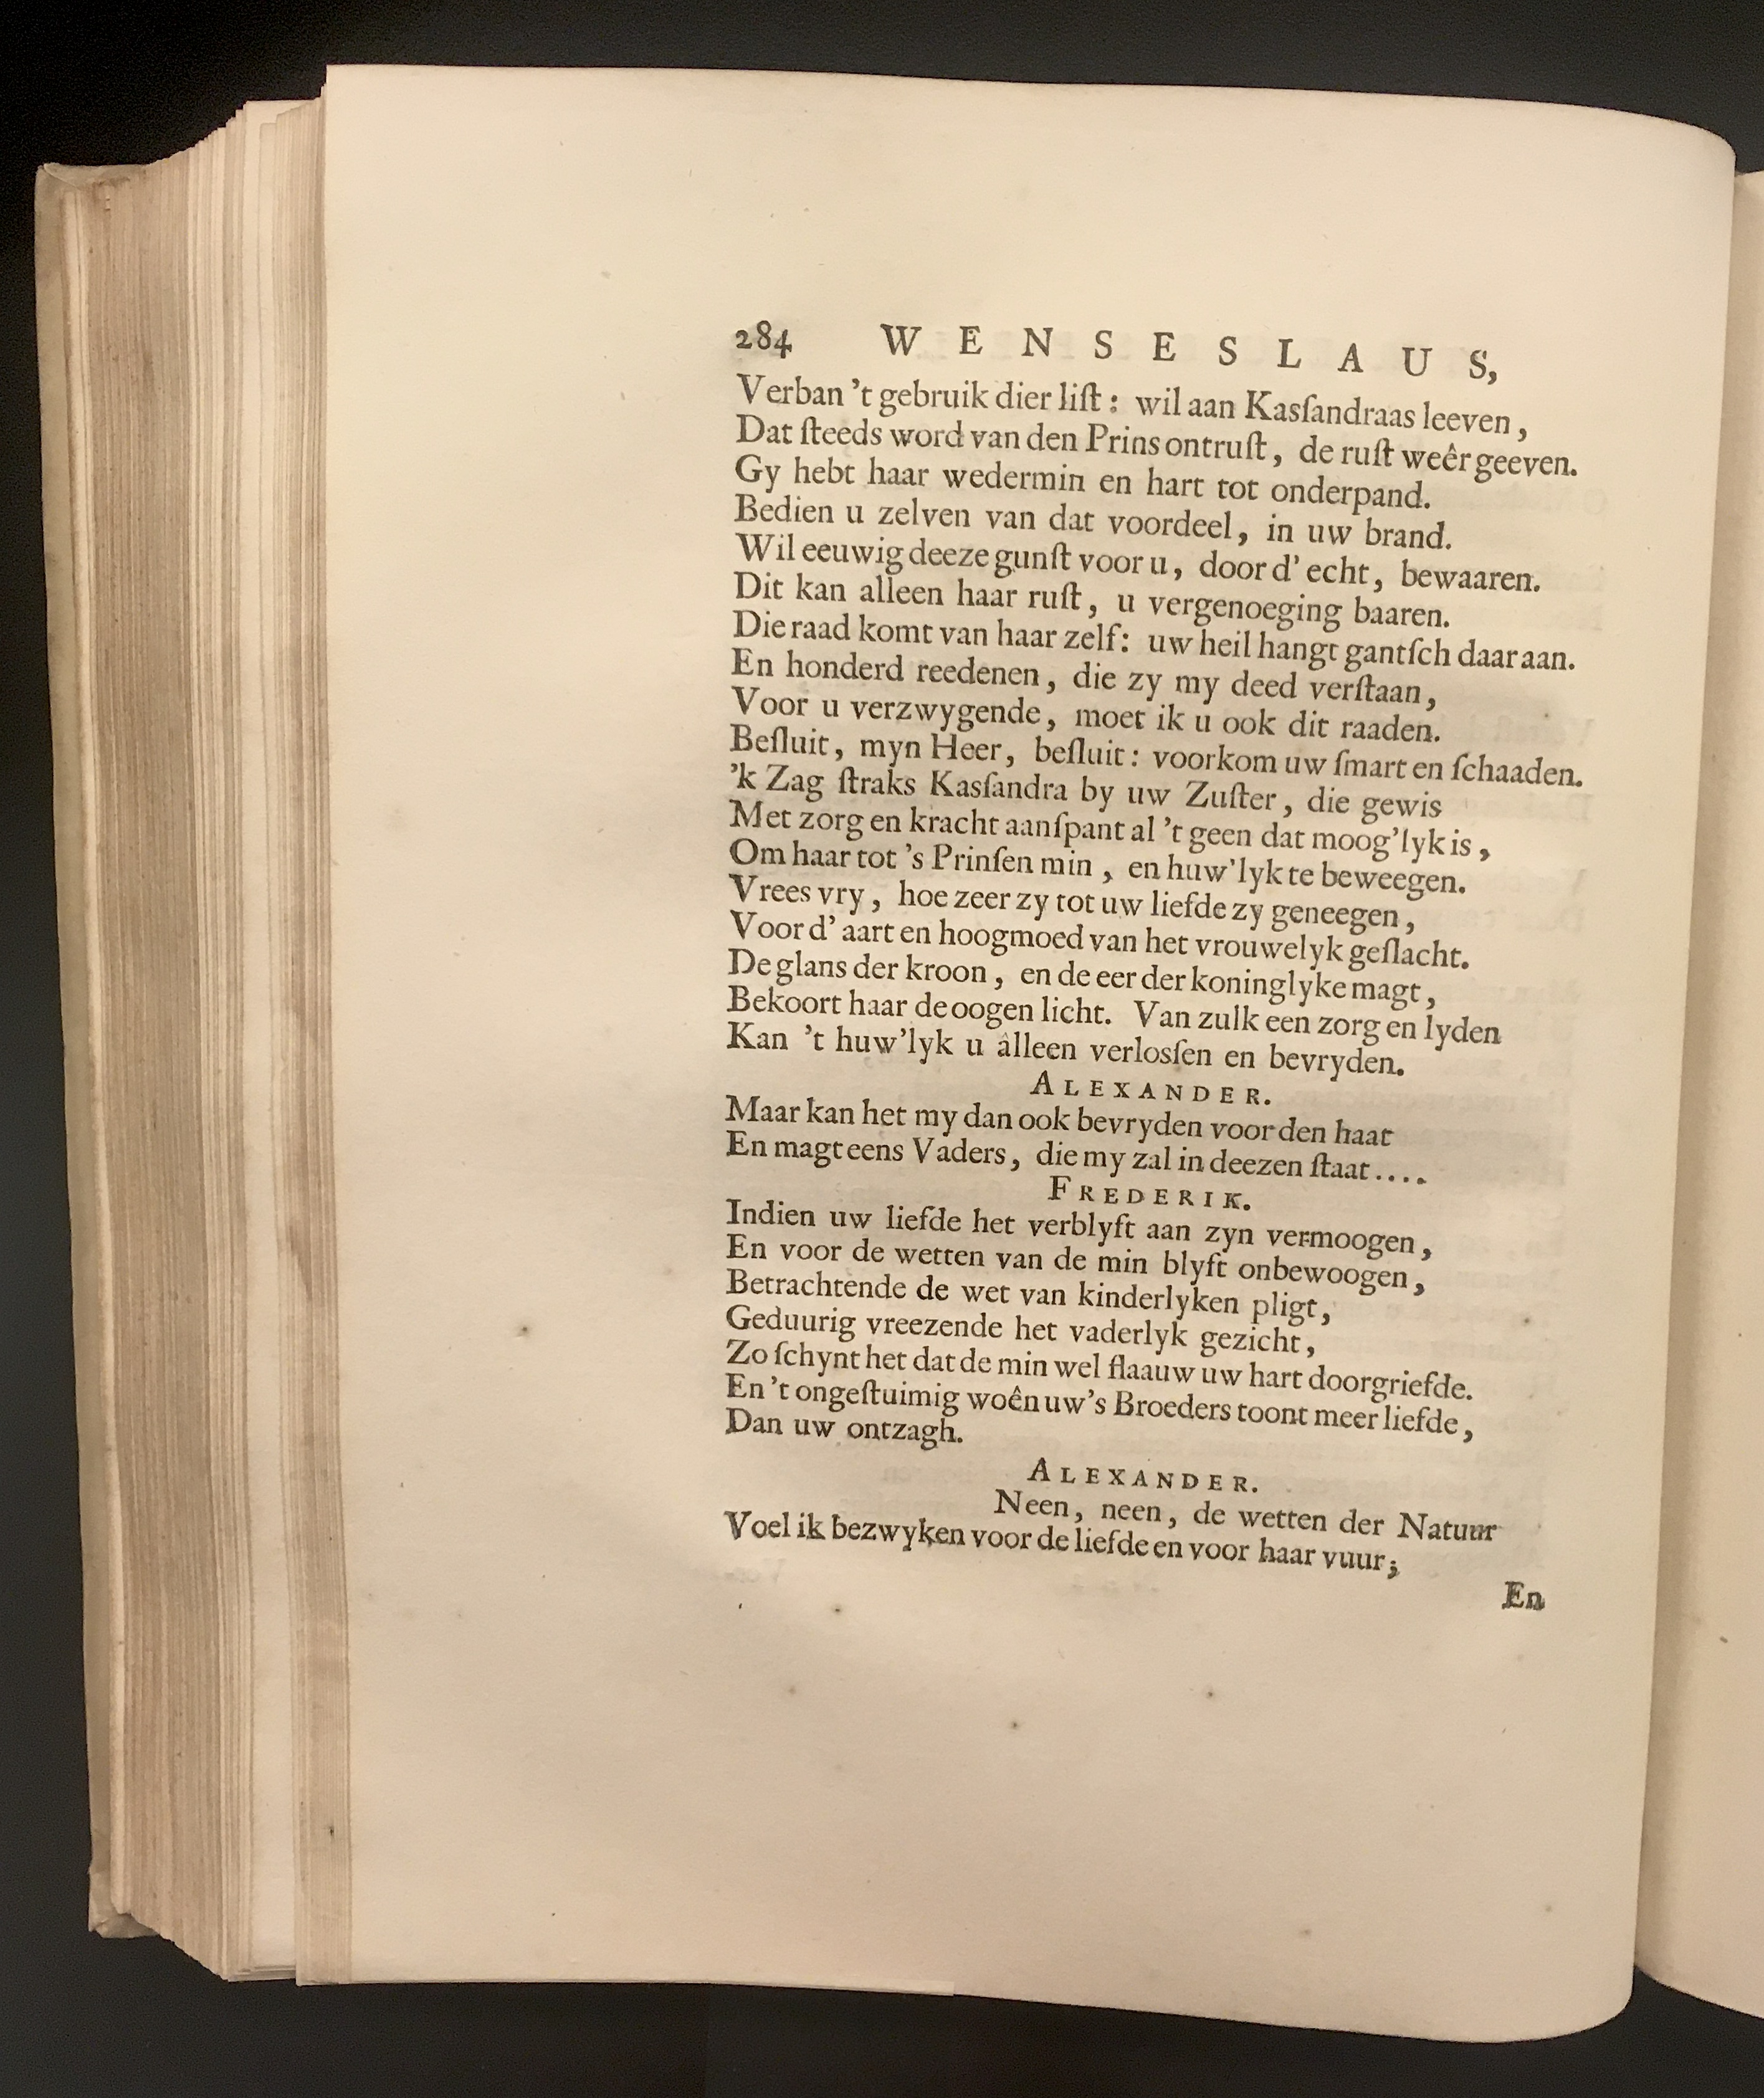 284 WENSESLAUS,
Verban 't gebruik dier liſt: wil aan Kasſandraas leeven,
Dat ſteeds word van den Prins ontruſt, de ruſt weêr geeven.
Gy hebt haar wedermin en hart tot onderpand.
Bedien u zelven van dat voordeel, in uw brand.
Wil eeuwig deeze gunſt voor u, door d' echt, bewaaren.
Dit kan alleen haar ruſt, u vergenoeging baaren.
Die raad komt van haar zelf: uw heil hangt gantſch daar aan.
En honderd reedenen, die zy my deed verſtaan,
Voor u verzwygende, moet ik u ook dit raaden.
Beſluit, myn Heer, beſluit: voorkom uw ſmart en ſchaaden.
'k Zag ſtraks Kasſandra by uw Zuſter, die gewis
Met zorg en kracht aanſpant al 't geen dat moog'lyk is,
Om haar tot 's Prinſen min, en huw'lyk te beweegen.
Vrees vry, hoe zeer zy tot uw liefde zy geneegen,
Voor d' aart en hoogmoed van het vrouwelyk geſlacht.
De glans der kroon, en de eer der koninglyke magt,
Bekoort haar de oogen licht. Van zulk een zorg en lyden
Kan 't huw'lyk u âlleen verlosſen en bevryden.
ALEXANDER.
Maar kan het my dan ook bevryden voor den haat
En magt eens Vaders, die my zal in deezen ſtaat....
FREDERIK.
Indien uw liefde het verblyft aan zyn vermoogen,
En voor de wetten van de min blyft onbewoogen,
Betrachtende de wet van kinderlyken pligt,
Geduurig vreezende het vaderlyk gezicht,
Zo ſchynt het dat de min wel flaauw uw hart doorgriefde.
En 't ongeſtuimig woên uw's Broeders toont meer liefde,
Dan uw ontzagh.
ALEXANDER.
Neen, neen, de wetten der Natuur
Voel ik bezwyken voor de liefde en voor haar vuur;
En